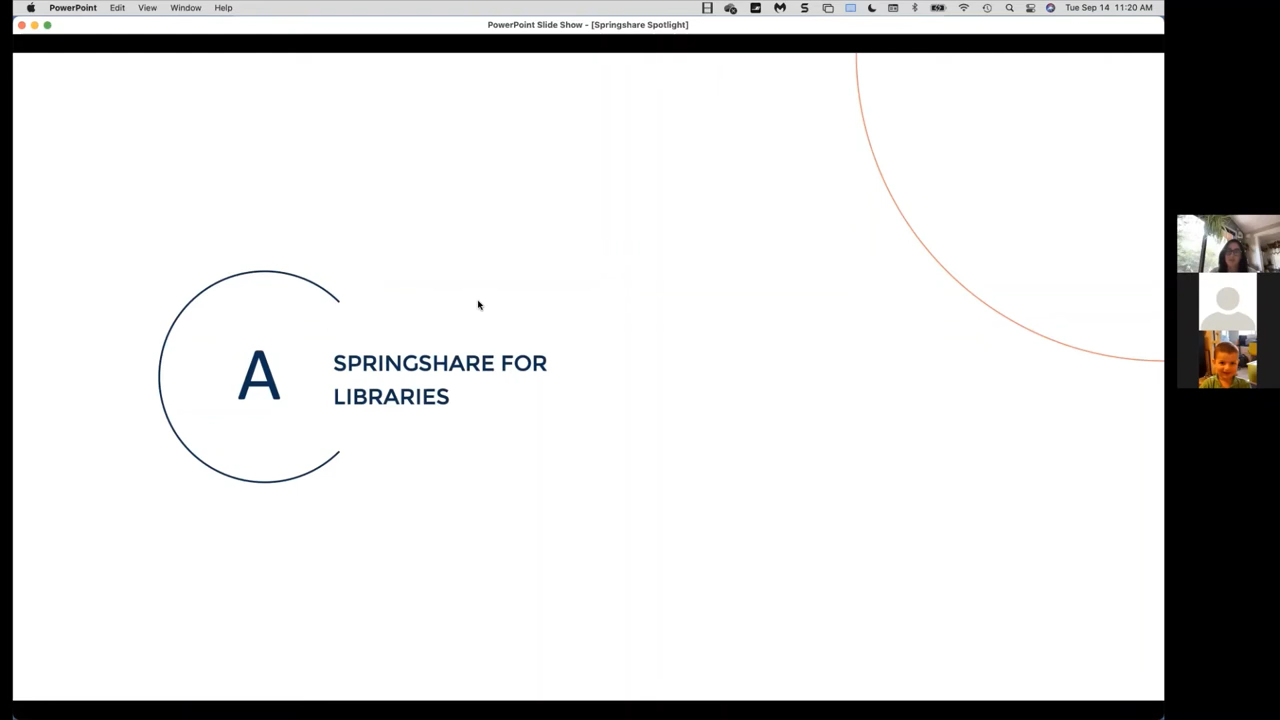 PowerPoint Edit View Window Help Tue Sep 14 11:20 AM
PowerPoint Slide Show - [Springshare Spotlight]
A
SPRINGSHARE FOR
LIBRARIES